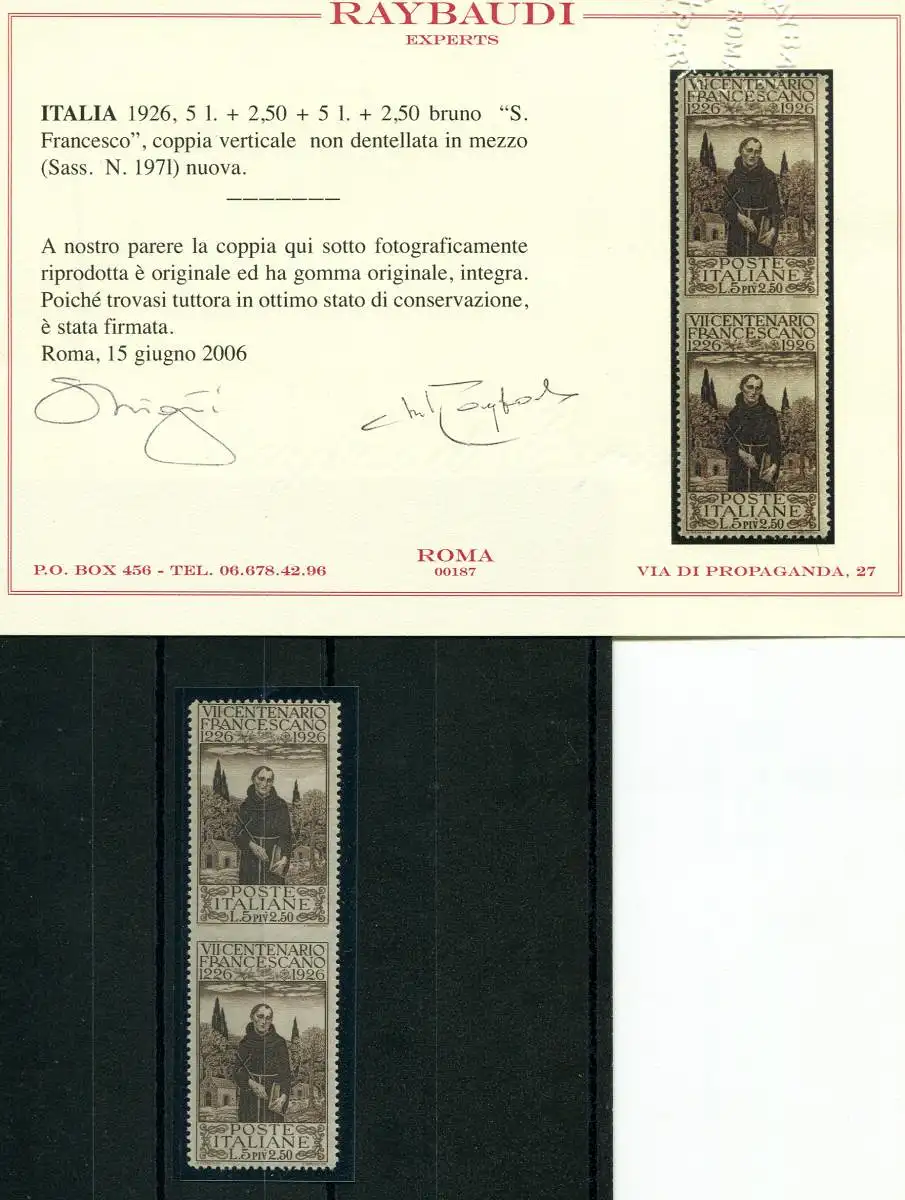 RAYBAUDI
EXPERTS
ITALIA 1926, 5 l. + 2,50 + 5 l. + 2,50 bruno “S.
Francesco”, coppia verticale non dentellata in mezzo
(Sass. N. 197l) nuova.
A nostro parere la coppia qui sotto fotograficamente
riprodotta è originale ed ha gomma originale, integra.
Poiché trovasi tuttora in ottimo stato di conservazione,
è stata firmata.
Roma, 15 giugno 2006
P.O. BOX 456 - TEL. 06.678.42.96
ROMA
00187
VIA DI PROPAGANDA, 27
ROMA
VII·CENTENARIO
FRANCESCANO
1226 1926
POSTE
ITALIANE
L.5 PIV 2.50
VII·CENTENARIO
FRANCESCANO
1226 1926
POSTE
ITALIANE
L.5 PIV 2.50
VII·CENTENARIO
FRANCESCANO
1226 1926
POSTE
ITALIANE
L.5 PIV 2.50
VII·CENTENARIO
FRANCESCANO
1226 1926
POSTE
ITALIANE
L.5 PIV 2.50